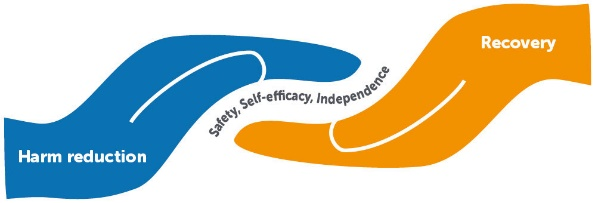 Harm reduction
Safety, Self-efficacy, Independence
Recovery